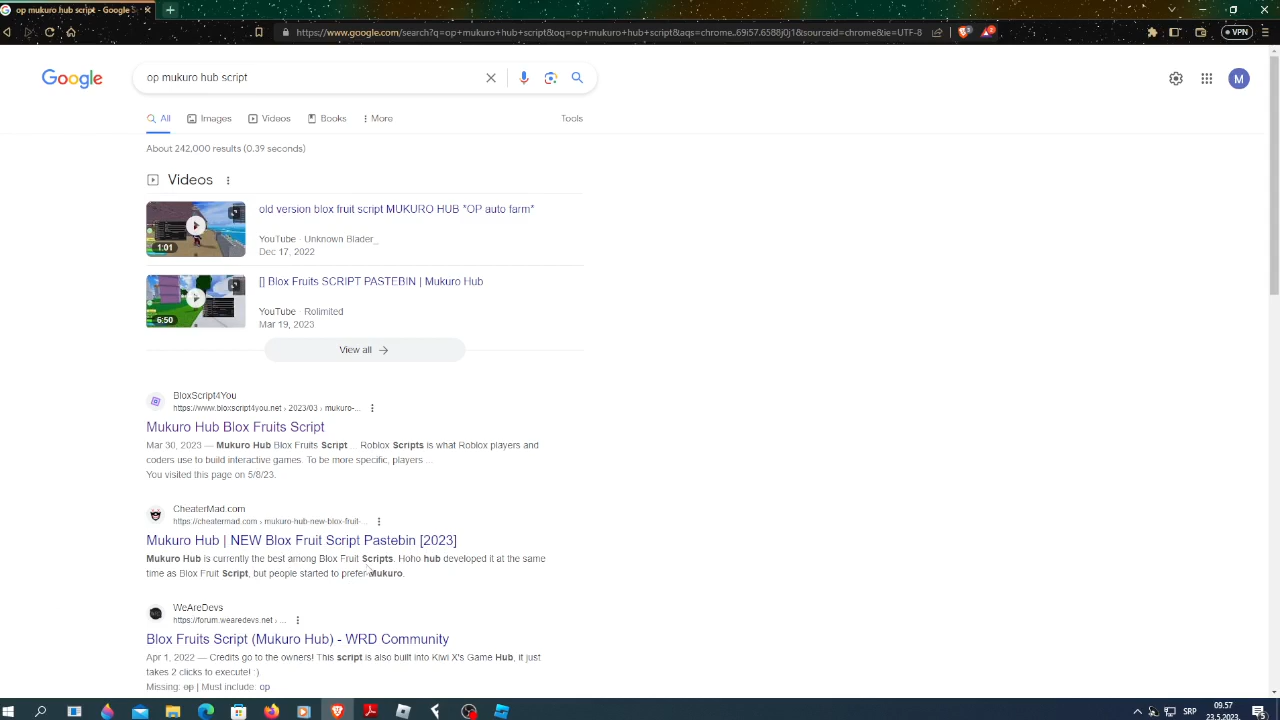 op mukuro hub script - Google S
https://www.google.com/search?q=op+mukuro+hub+script&oq=op+mukuro+hub+script&aqs=chrome..69i57.6588j0j1&sourceid=chrome&ie=UTF-8
VPN
Google
op mukuro hub script
M
All
Images
Videos
Books
More
Tools
About 242,000 results (0.39 seconds)
Videos
1:01
old version blox fruit script MUKURO HUB *OP auto farm*
YouTube · Unknown Blader_
Dec 17, 2022
6:50
[] Blox Fruits SCRIPT PASTEBIN | Mukuro Hub
YouTube · Rolimited
Mar 19, 2023
View all
BloxScript4You
https://www.bloxscript4you.net › 2023/03 › mukuro-...
Mukuro Hub Blox Fruits Script
Mar 30, 2023 — Mukuro Hub Blox Fruits Script ... Roblox Scripts is what Roblox players and
coders use to build interactive games. To be more specific, players ...
You visited this page on 5/8/23.
CheaterMad.com
https://cheatermad.com › mukuro-hub-new-blox-fruit-...
Mukuro Hub | NEW Blox Fruit Script Pastebin [2023]
Mukuro Hub is currently the best among Blox Fruit Scripts. Hoho hub developed it at the same
time as Blox Fruit Script, but people started to prefer Mukuro.
WeAreDevs
https://forum.wearedevs.net › ...
Blox Fruits Script (Mukuro Hub) - WRD Community
Apr 1, 2022 — Credits go to the owners! This script is also built into Kiwi X's Game Hub, it just
takes 2 clicks to execute! :)
Missing: op | Must include: op
SRP
09.57
23.5.2023.
5